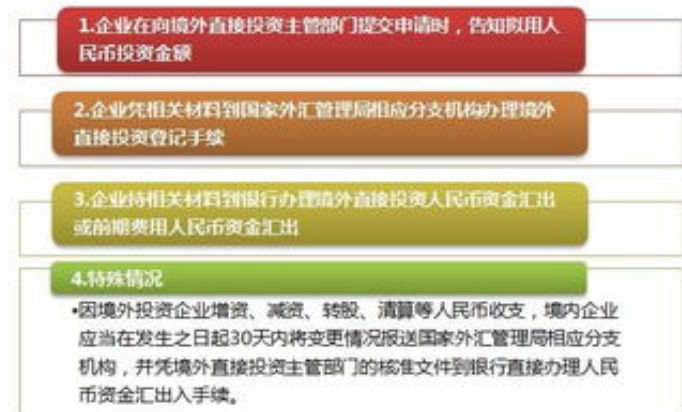 1.企业在向境外直接投资主管部门提交申请时，告知拟用人
民币投资金额
2.企业凭相关材料到国家外汇管理局相应分支机构办理境外
直接投资登记手续
3.企业持相关材料到银行办理境外直接投资人民币资金汇出
或前期费用人民币资金汇出
4.特殊情况
•因境外投资企业增资、减资、转股、清算等人民币收支，境内企业
应当在发生之日起30天内将变更情况报送国家外汇管理局相应分支
机构，并凭境外直接投资主管部门的核准文件到银行直接办理人民
币资金汇出入手续。